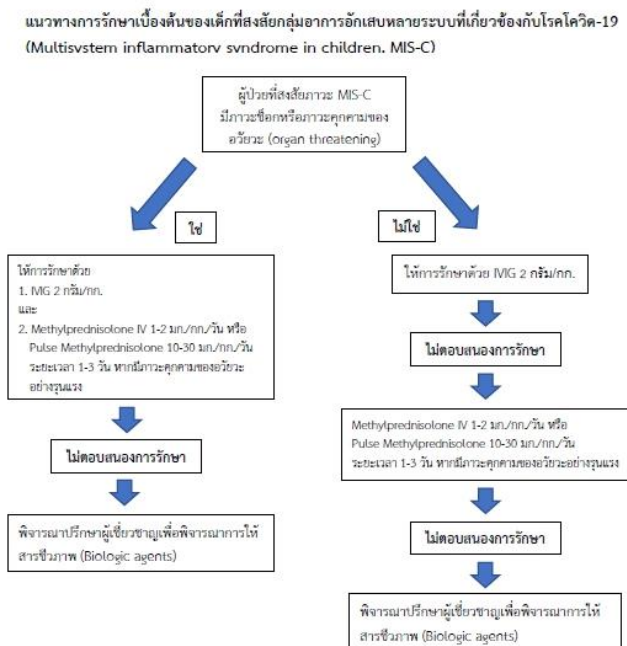 แนวทางการรักษาเบื้องต้นของเด็กที่สงสัยกลุ่มอาการอักเสบหลายระบบที่เกี่ยวข้องกับโรคโควิด-19
(Multisystem inflammatory syndrome in children, MIS-C)
ผู้ป่วยที่สงสัยภาวะ MIS-C
มีภาวะช็อกหรือภาวะคุกคามของ
อวัยวะ (organ threatening)
ใช่
ให้การรักษาด้วย
1. IVIG 2 กรัม/กก.
และ
2. Methylprednisolone IV 1-2 มก./กก./วัน หรือ
Pulse Methylprednisolone 10-30 มก./กก./วัน
ระยะเวลา 1-3 วัน หากมีภาวะคุกคามของอวัยวะ
อย่างรุนแรง
ไม่ตอบสนองการรักษา
พิจารณาปรึกษาผู้เชี่ยวชาญเพื่อพิจารณาการให้
สารชีวภาพ (Biologic agents)
ไม่ใช่
ให้การรักษาด้วย IVIG 2 กรัม/กก.
ไม่ตอบสนองการรักษา
Methylprednisolone IV 1-2 มก./กก./วัน หรือ
Pulse Methylprednisolone 10-30 มก./กก./วัน
ระยะเวลา 1-3 วัน หากมีภาวะคุกคามของอวัยวะอย่างรุนแรง
ไม่ตอบสนองการรักษา
พิจารณาปรึกษาผู้เชี่ยวชาญเพื่อพิจารณาการให้
สารชีวภาพ (Biologic agents)